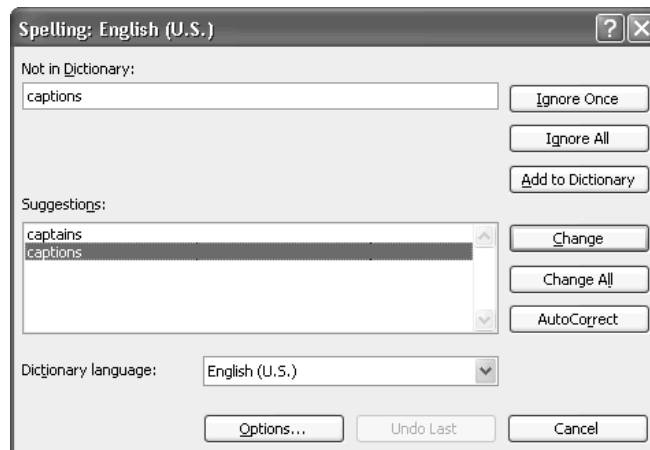 Spelling: English (U.S.)
Not in Dictionary:
captions
Ignore Once
Ignore All
Add to Dictionary
Suggestions:
captains
captions
Change
Change All
AutoCorrect
Dictionary language:
English (U.S.)
Options...
Undo Last
Cancel